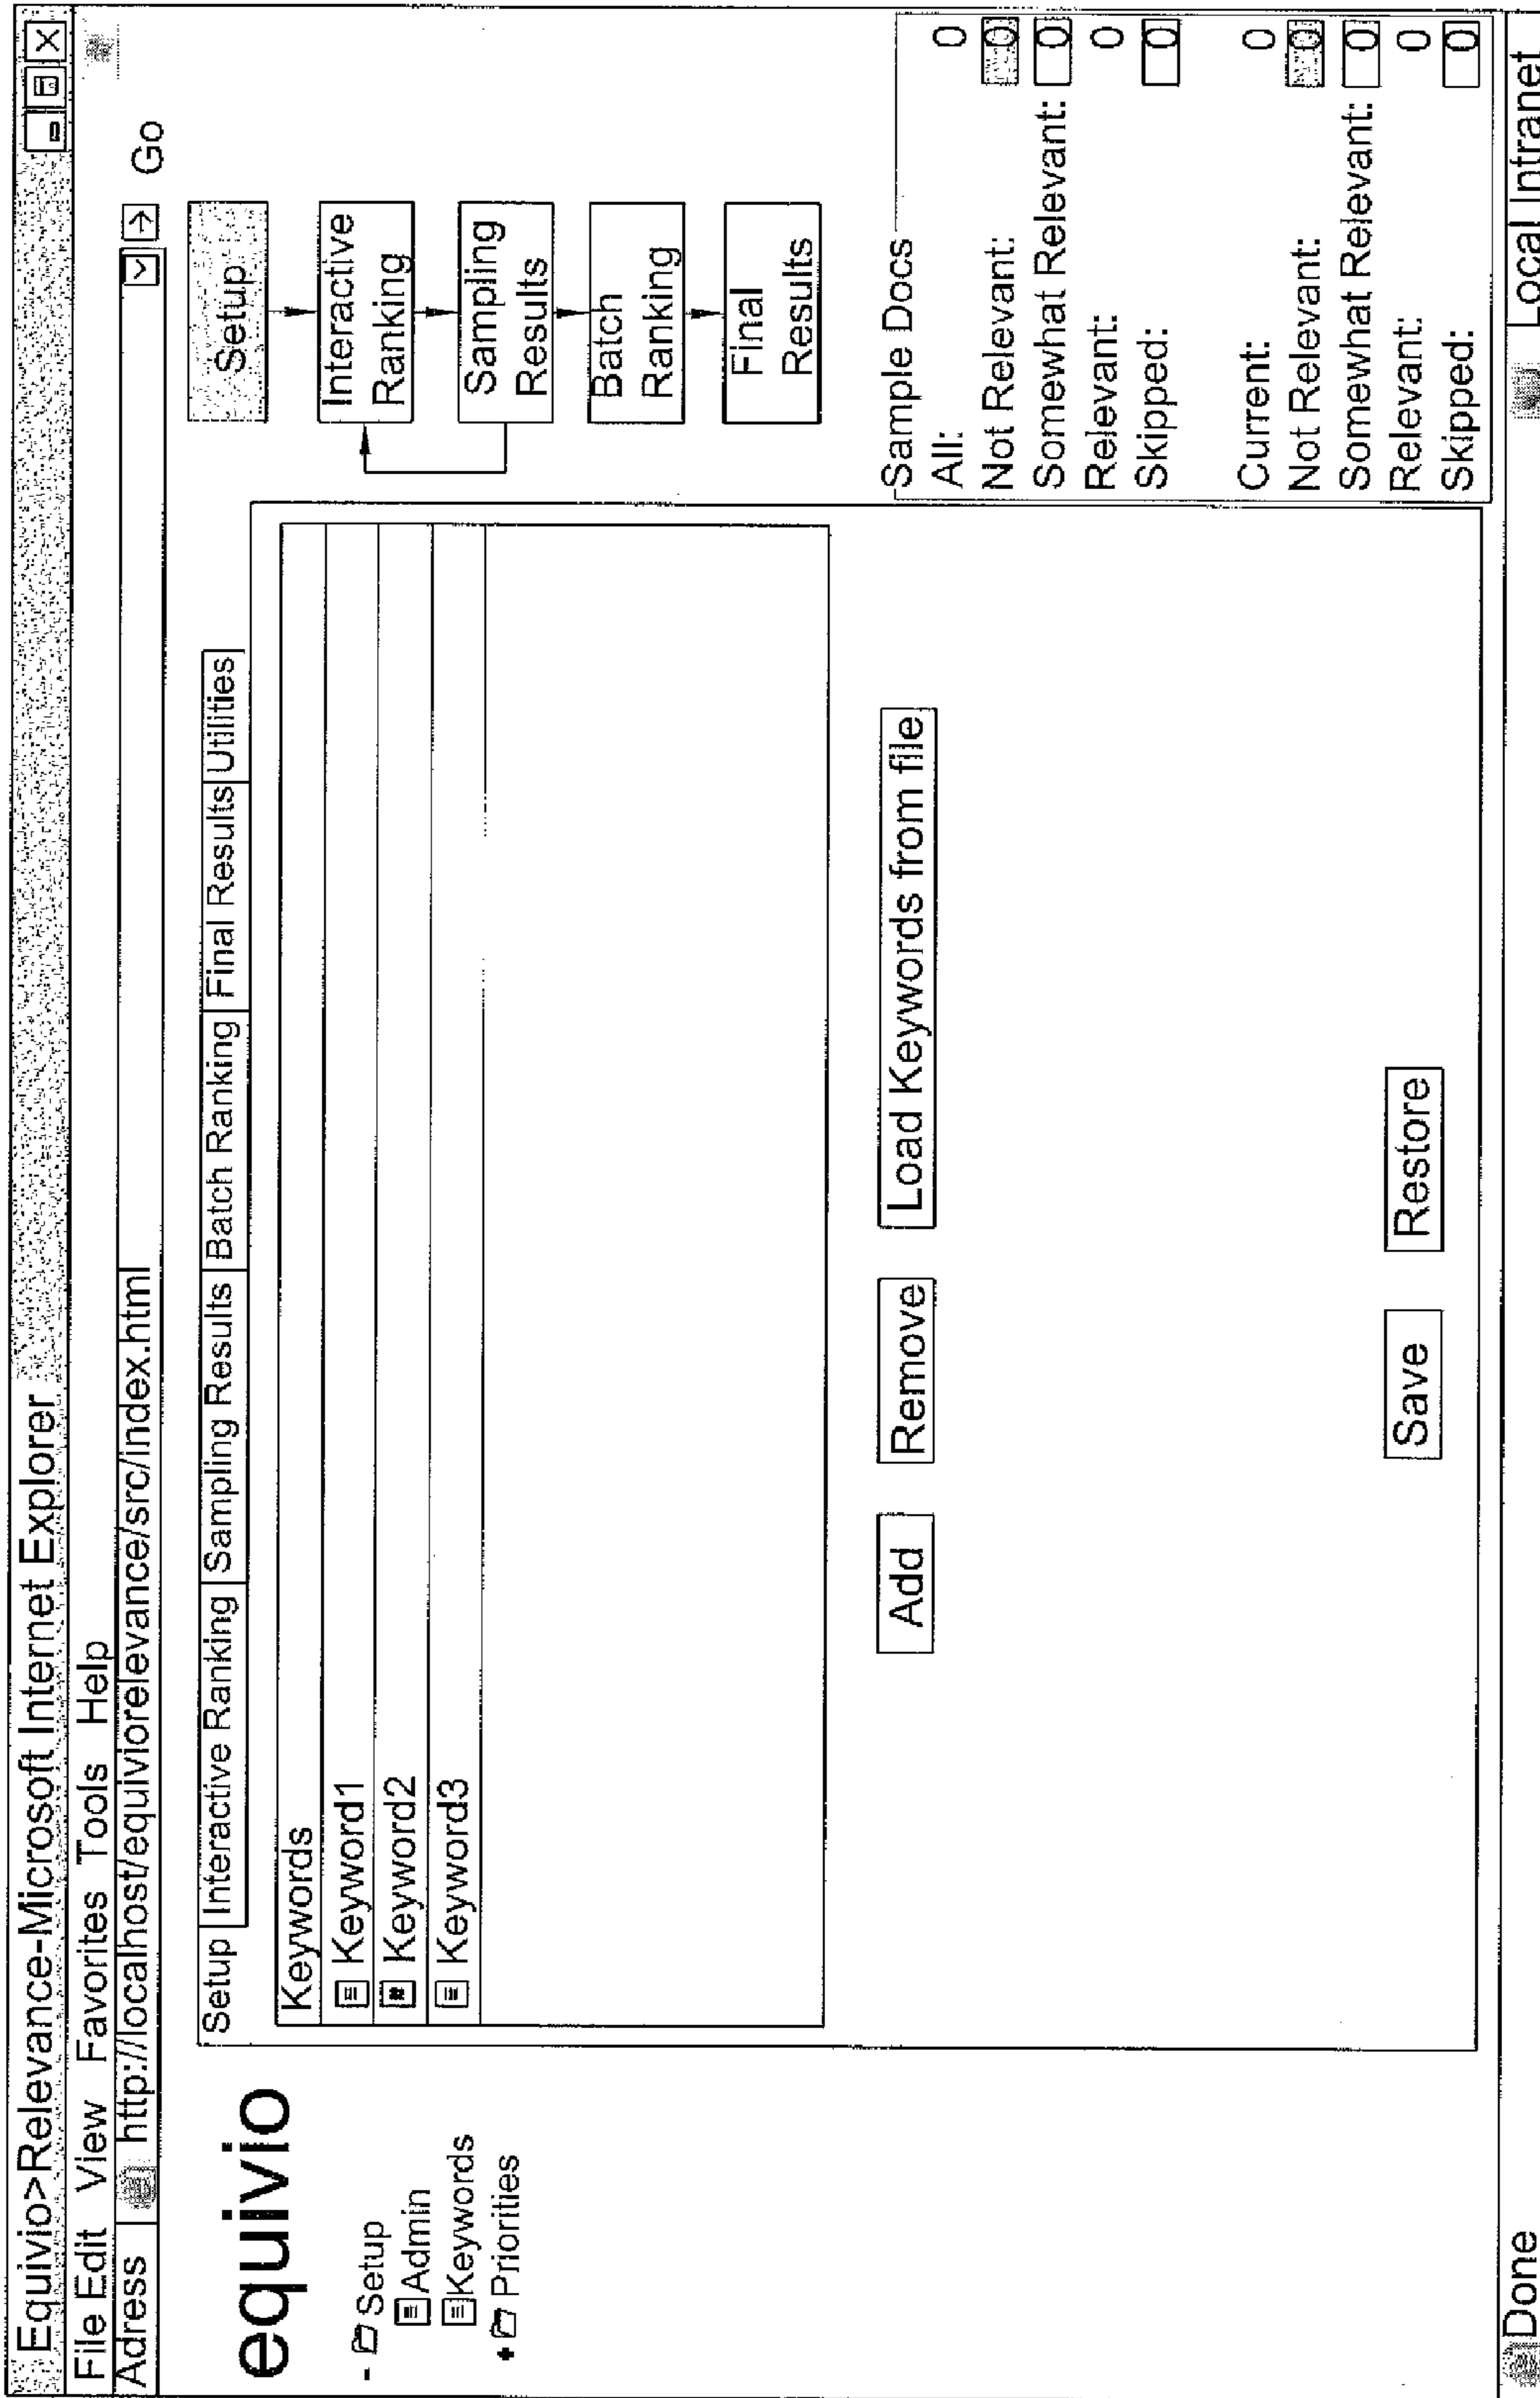 Equivio>Relevance-Microsoft Internet Explorer
File Edit View Favorites Tools Help
Adress http://localhost/equiviorelevance/src/index.html Go
equivio
- Setup
Admin
Keywords
+ Priorities
Setup Interactive Ranking Sampling Results Batch Ranking Final Results Utilities
Keywords
Keyword1
Keyword2
Keyword3
Add Remove Load Keywords from file
Save Restore
Setup
Interactive
Ranking
Sampling
Results
Batch
Ranking
Final
Results
Sample Docs
All: 0
Not Relevant: 0
Somewhat Relevant: 0
Relevant: 0
Skipped: 0
Current: 0
Not Relevant: 0
Somewhat Relevant: 0
Relevant: 0
Skipped: 0
Done Local Intranet